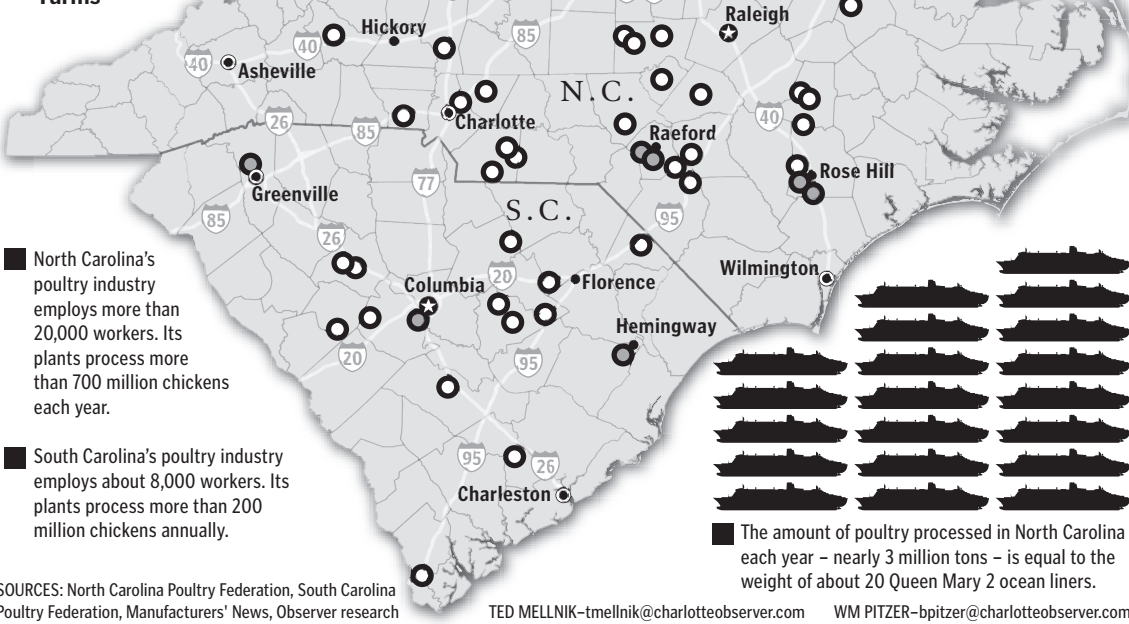 Farms
Hickory
Raleigh
85
40
40
Asheville
N.C.
26
85
Charlotte
40
Raeford
Rose Hill
Greenville
77
85
S.C.
95
26
North Carolina's
poultry industry
employs more than
20,000 workers. Its
plants process more
than 700 million chickens
each year.
Columbia
20
Florence
Wilmington
Hemingway
20
95
South Carolina's poultry industry
employs about 8,000 workers. Its
plants process more than 200
million chickens annually.
95
26
Charleston
The amount of poultry processed in North Carolina
each year – nearly 3 million tons – is equal to the
weight of about 20 Queen Mary 2 ocean liners.
SOURCES: North Carolina Poultry Federation, South Carolina
Poultry Federation, Manufacturers' News, Observer research
TED MELLNIK–tmellnik@charlotteobserver.com
WM PITZER–bpitzer@charlotteobserver.com